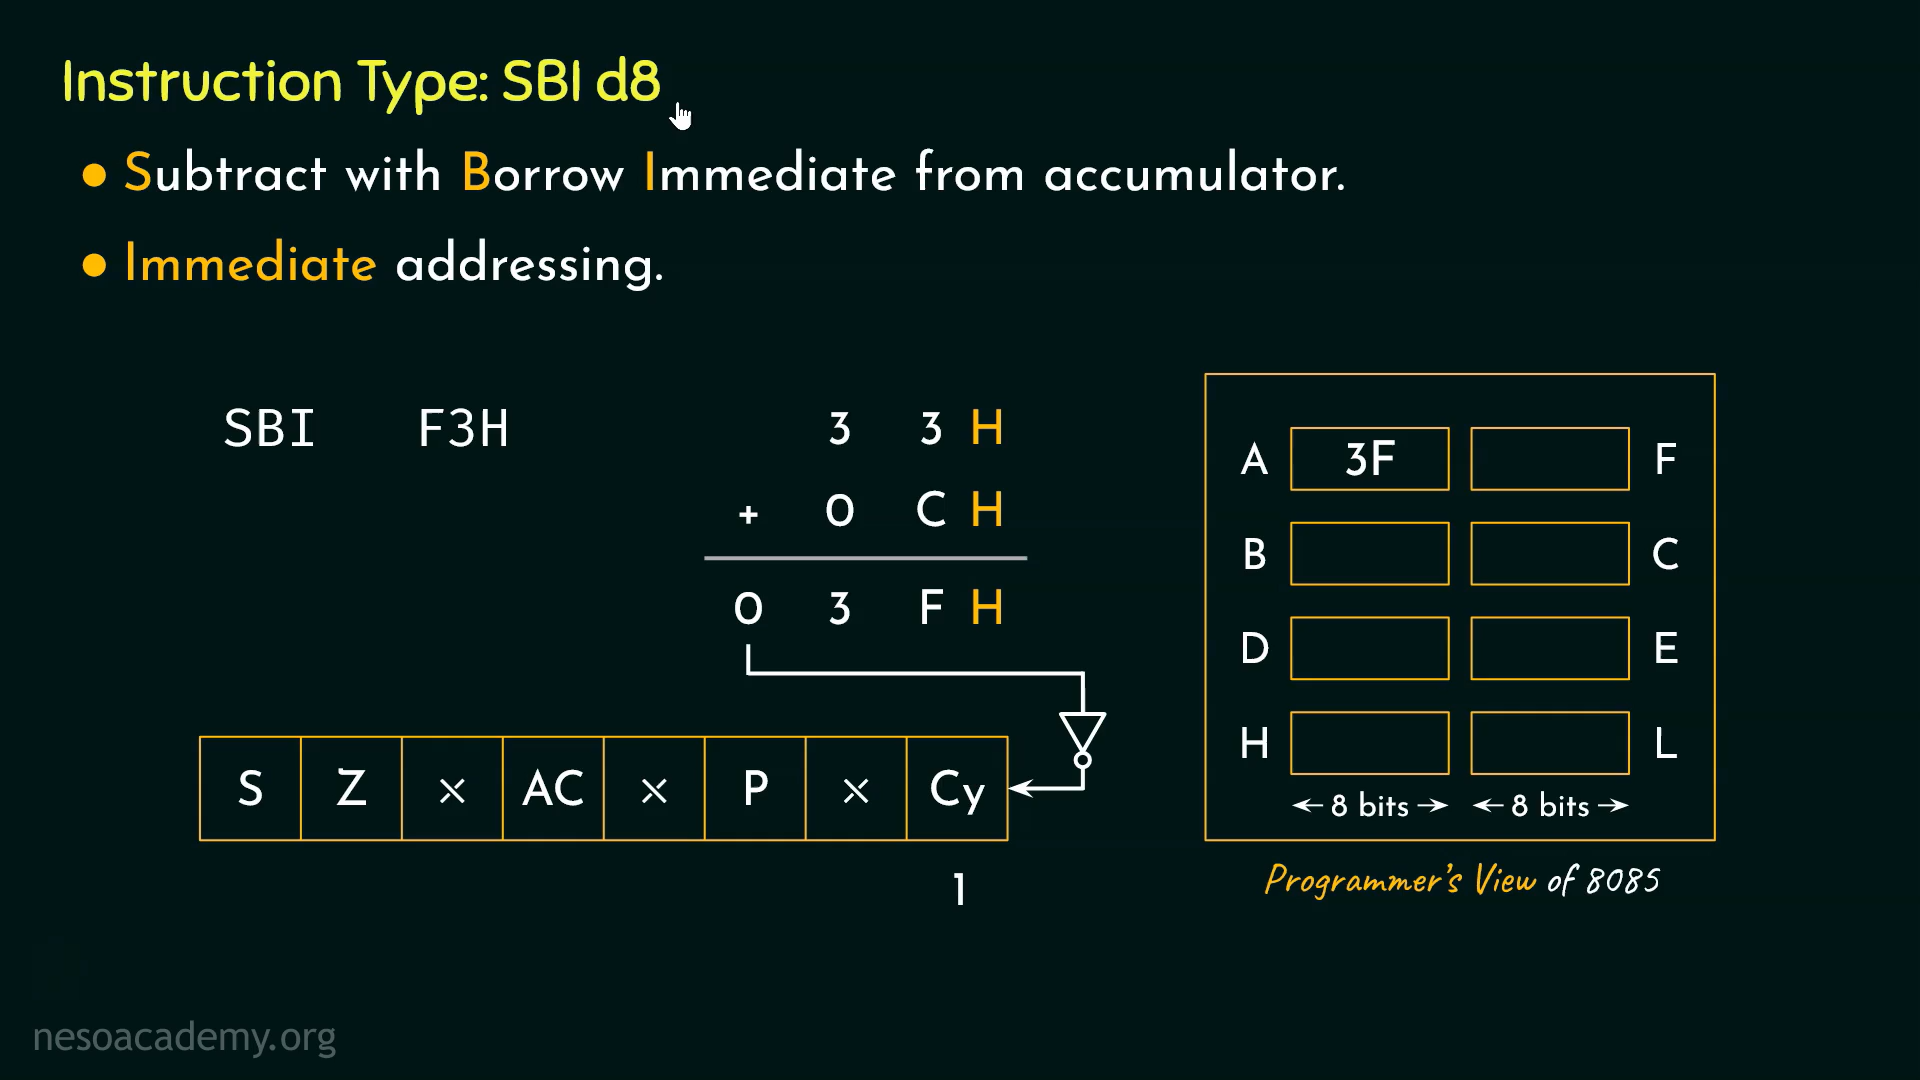 Instruction Type: SBI d8
● Subtract with Borrow Immediate from accumulator.
● Immediate addressing.
SBI F3H
3 3 H
+ 0 C H
0 3 F H
S Z × AC × P × Cy
1
A 3F F
B C
D E
H L
← 8 bits → ← 8 bits →
Programmer's View of 8085
nesoacademy.org